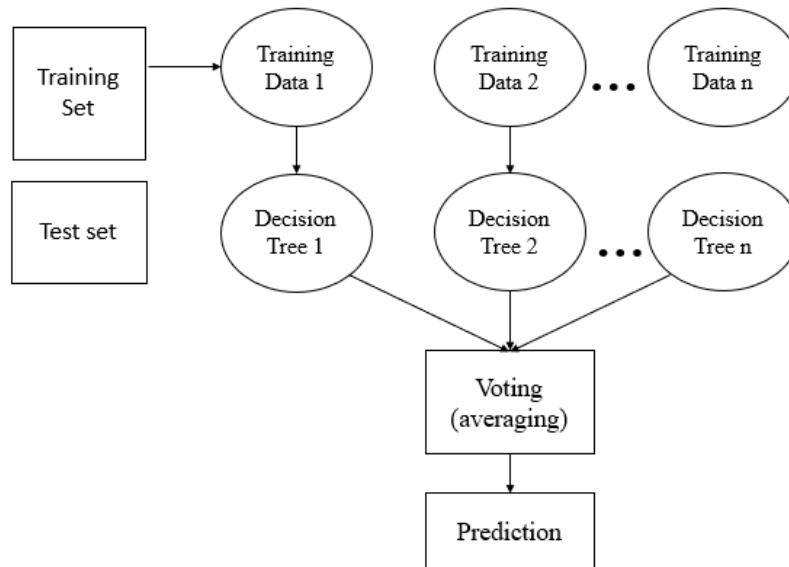 Training
Set
Training
Data 1
Training
Data 2
Training
Data n
Test set
Decision
Tree 1
Decision
Tree 2
Decision
Tree n
Voting
(averaging)
Prediction